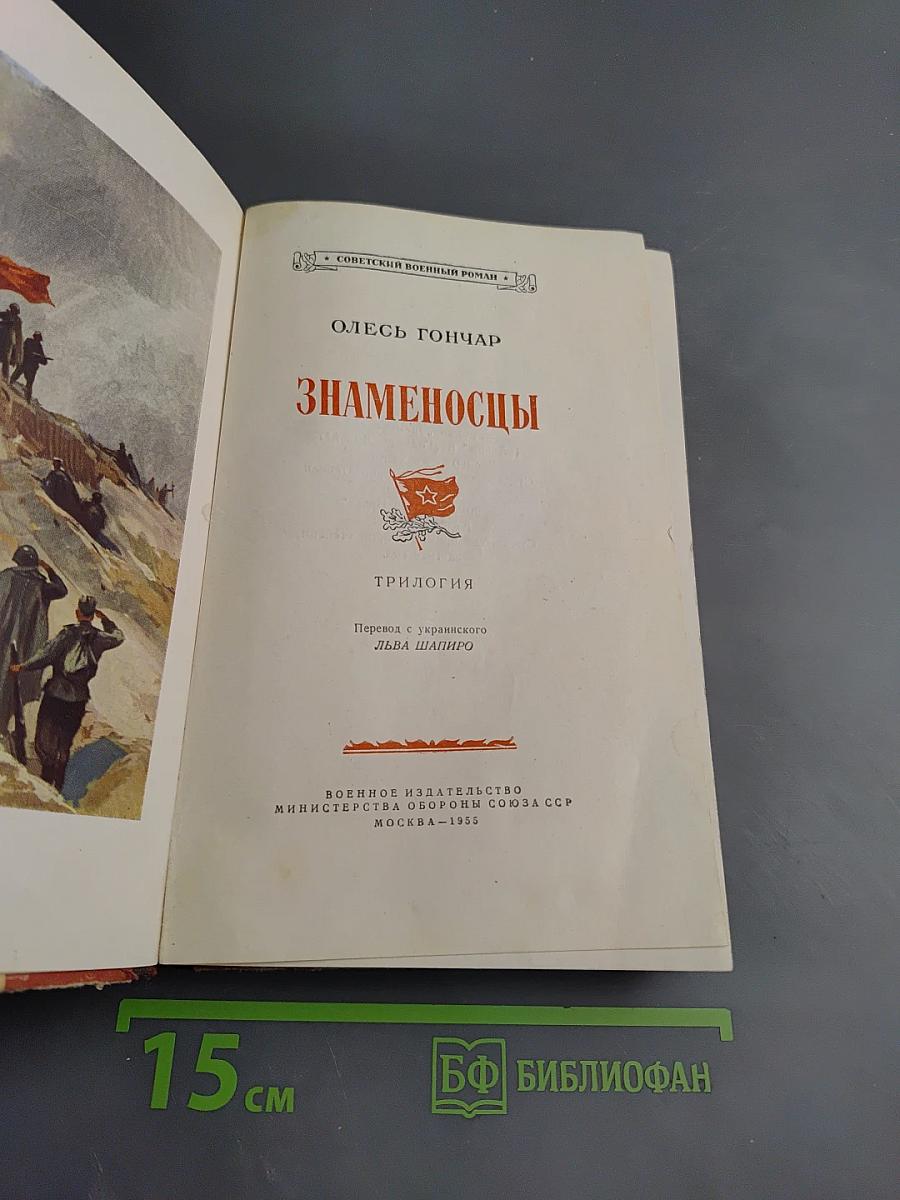 ★ СОВЕТСКИЙ ВОЕННЫЙ РОМАН ★
ОЛЕСЬ ГОНЧАР
ЗНАМЕНОСЦЫ
ТРИЛОГИЯ
Перевод с украинского
ЛЬВА ШАПИРО
ВОЕННОЕ ИЗДАТЕЛЬСТВО
МИНИСТЕРСТВА ОБОРОНЫ СОЮЗА ССР
МОСКВА—1955
15 см
БФ БИБЛИОФАН